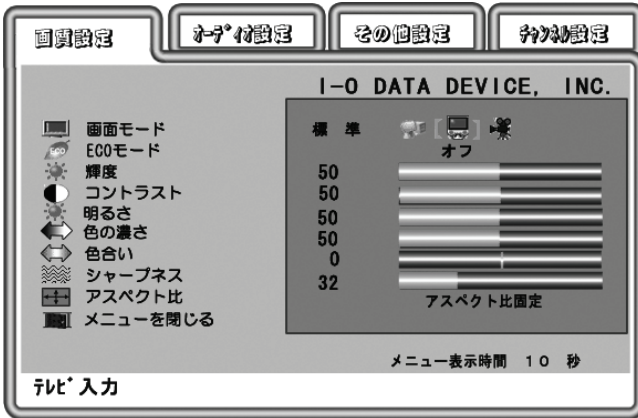 画質設定
ｵｰﾃﾞｨｵ設定
その他設定
ﾁｬﾝﾈﾙ設定
I-O DATA DEVICE, INC.
画面モード 標準 [ ]
ECOモード オフ
輝度 50
コントラスト 50
明るさ 50
色の濃さ 50
色合い 0
シャープネス 32
アスペクト比 アスペクト比固定
メニューを閉じる
メニュー表示時間 10 秒
ﾃﾚﾋﾞ入力